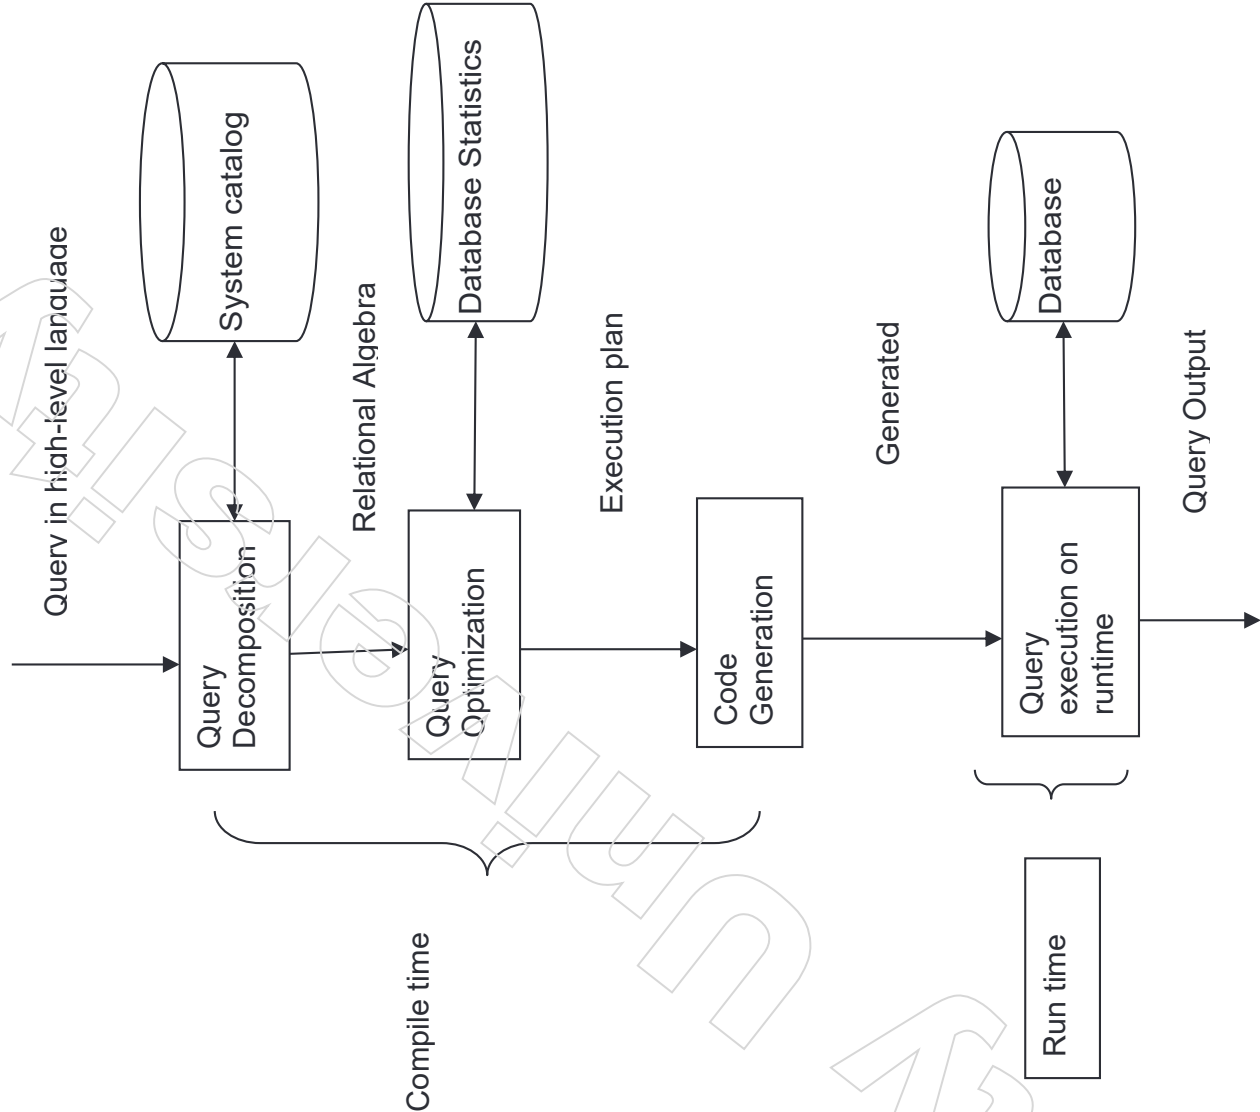 Query in high-level language
System catalog
Query
Decomposition
Relational Algebra
Database Statistics
Query
Optimization
Execution plan
Code
Generation
Generated
Database
Query
execution on
runtime
Query Output
Compile time
Run time
University